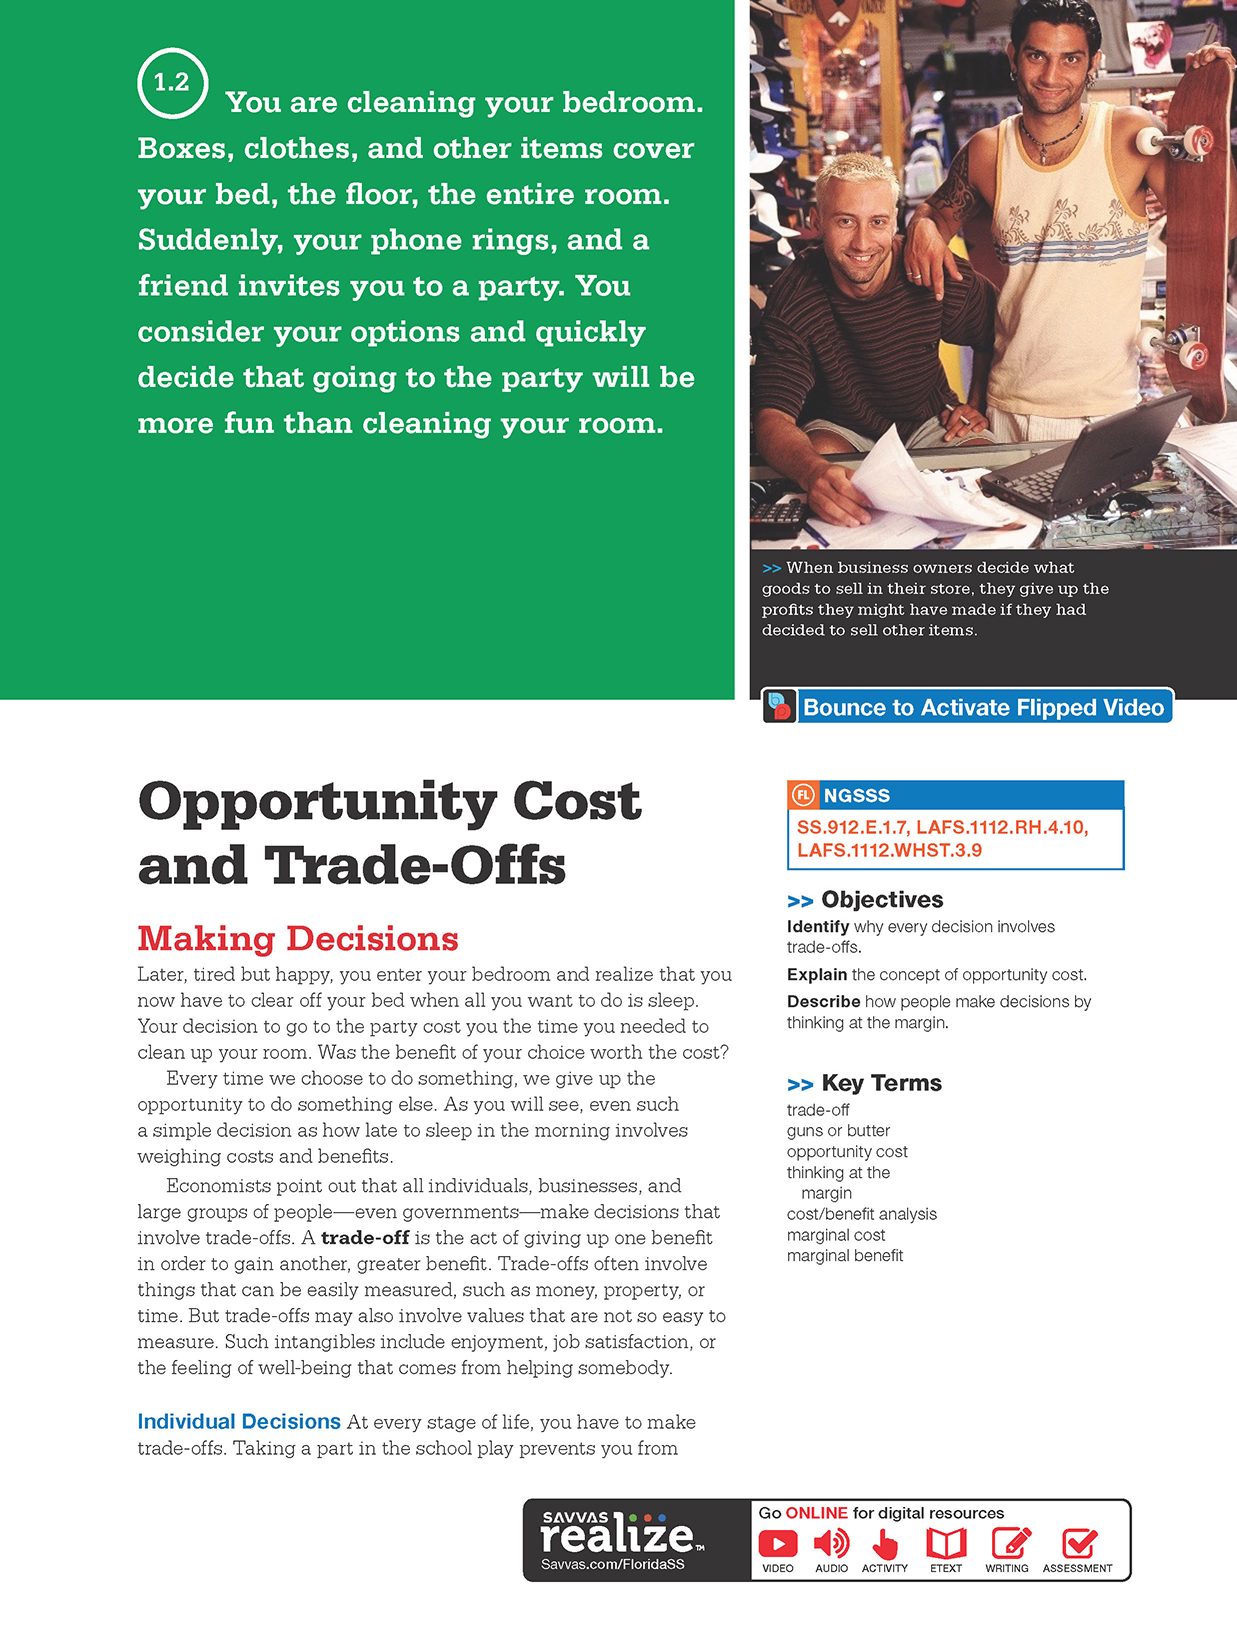 1.2
You are cleaning your bedroom.
Boxes, clothes, and other items cover
your bed, the floor, the entire room.
Suddenly, your phone rings, and a
friend invites you to a party. You
consider your options and quickly
decide that going to the party will be
more fun than cleaning your room.
>> When business owners decide what
goods to sell in their store, they give up the
profits they might have made if they had
decided to sell other items.
Bounce to Activate Flipped Video
Opportunity Cost
and Trade-Offs
Making Decisions
Later, tired but happy, you enter your bedroom and realize that you
now have to clear off your bed when all you want to do is sleep.
Your decision to go to the party cost you the time you needed to
clean up your room. Was the benefit of your choice worth the cost?
Every time we choose to do something, we give up the
opportunity to do something else. As you will see, even such
a simple decision as how late to sleep in the morning involves
weighing costs and benefits.
Economists point out that all individuals, businesses, and
large groups of people—even governments—make decisions that
involve trade-offs. A trade-off is the act of giving up one benefit
in order to gain another, greater benefit. Trade-offs often involve
things that can be easily measured, such as money, property, or
time. But trade-offs may also involve values that are not so easy to
measure. Such intangibles include enjoyment, job satisfaction, or
the feeling of well-being that comes from helping somebody.
Individual Decisions At every stage of life, you have to make
trade-offs. Taking a part in the school play prevents you from
FL NGSSS
SS.912.E.1.7, LAFS.1112.RH.4.10,
LAFS.1112.WHST.3.9
>> Objectives
Identify why every decision involves
trade-offs.
Explain the concept of opportunity cost.
Describe how people make decisions by
thinking at the margin.
>> Key Terms
trade-off
guns or butter
opportunity cost
thinking at the
margin
cost/benefit analysis
marginal cost
marginal benefit
SAVVAS
realize™
Savvas.com/FloridaSS
Go ONLINE for digital resources
VIDEO AUDIO ACTIVITY ETEXT WRITING ASSESSMENT